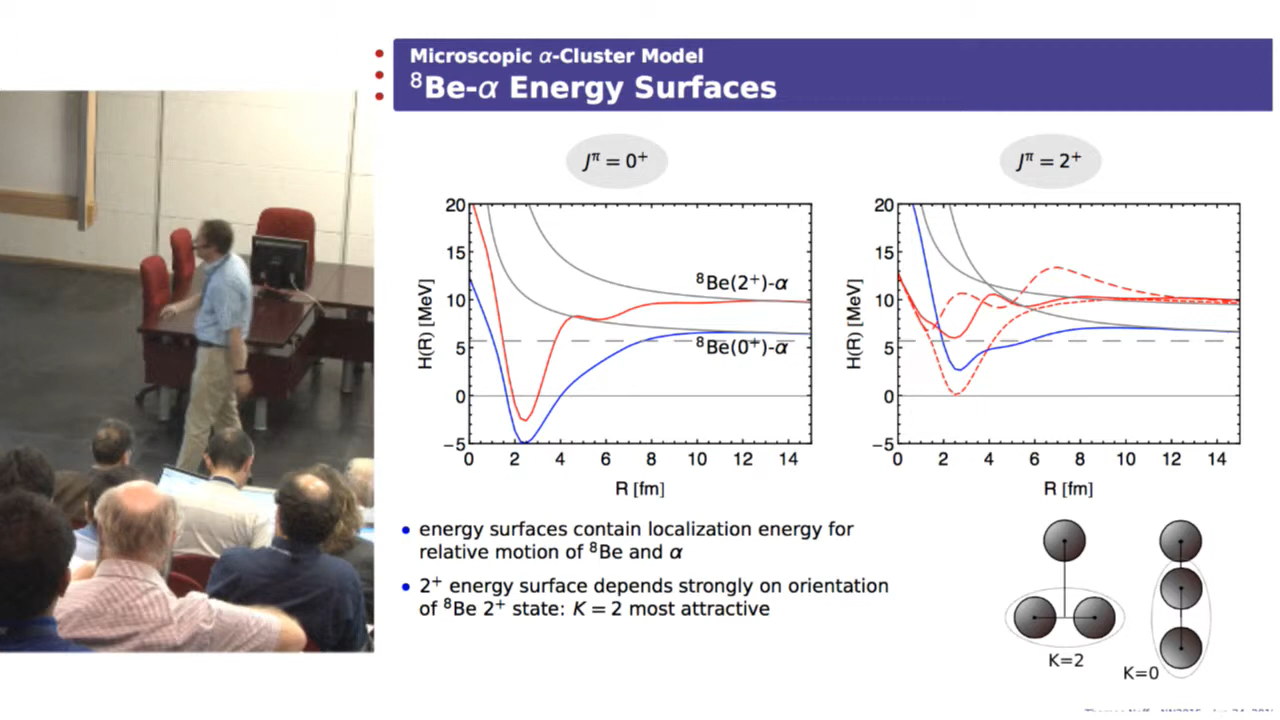 Microscopic α-Cluster Model
⁸Be-α Energy Surfaces
Jπ = 0⁺
Jπ = 2⁺
20
15
10
5
0
−5
H(R) [MeV]
⁸Be(2⁺)-α
⁸Be(0⁺)-α
0 2 4 6 8 10 12 14
R [fm]
20
15
10
5
0
−5
H(R) [MeV]
0 2 4 6 8 10 12 14
R [fm]
• energy surfaces contain localization energy for
relative motion of ⁸Be and α
• 2⁺ energy surface depends strongly on orientation
of ⁸Be 2⁺ state: K = 2 most attractive
K=2
K=0